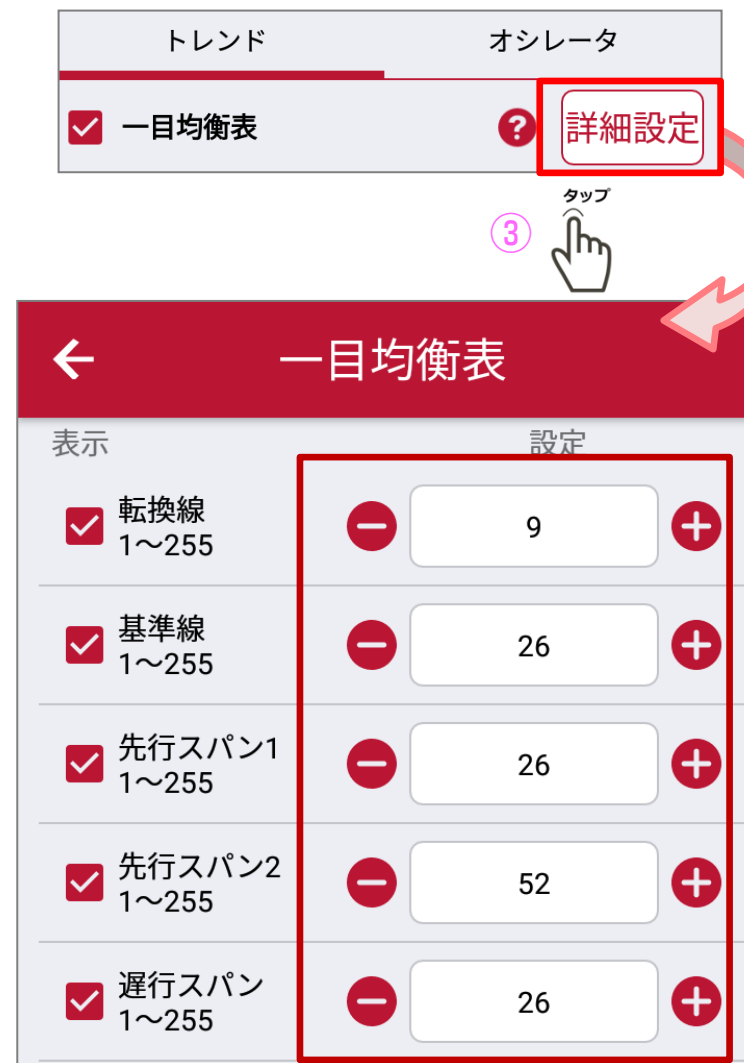 トレンド オシレータ
一目均衡表 ? 詳細設定
タップ
③
一目均衡表
表示 設定
転換線
1～255
9
基準線
1～255
26
先行スパン1
1～255
26
先行スパン2
1～255
52
遅行スパン
1～255
26